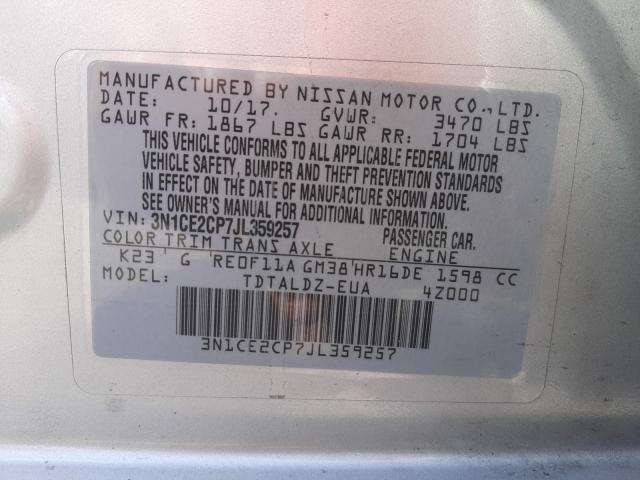 MANUFACTURED BY NISSAN MOTOR CO., LTD.
DATE: 10/17. GVWR: 3470 LBS
GAWR FR: 1867 LBS GAWR RR: 1704 LBS
THIS VEHICLE CONFORMS TO ALL APPLICABLE FEDERAL MOTOR
VEHICLE SAFETY, BUMPER AND THEFT PREVENTION STANDARDS
IN EFFECT ON THE DATE OF MANUFACTURE SHOWN ABOVE.
SEE OWNER'S MANUAL FOR ADDITIONAL INFORMATION.
VIN: 3N1CE2CP7JL359257 PASSENGER CAR.
COLOR TRIM TRANS AXLE ENGINE
K23 ' G 'RE0F11A GM38'HR16DE 1598 CC
MODEL: TDTALDZ-EUA 4Z000
3N1CE2CP7JL359257